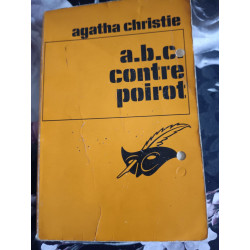 agatha christie
a.b.c.
contre
poirot